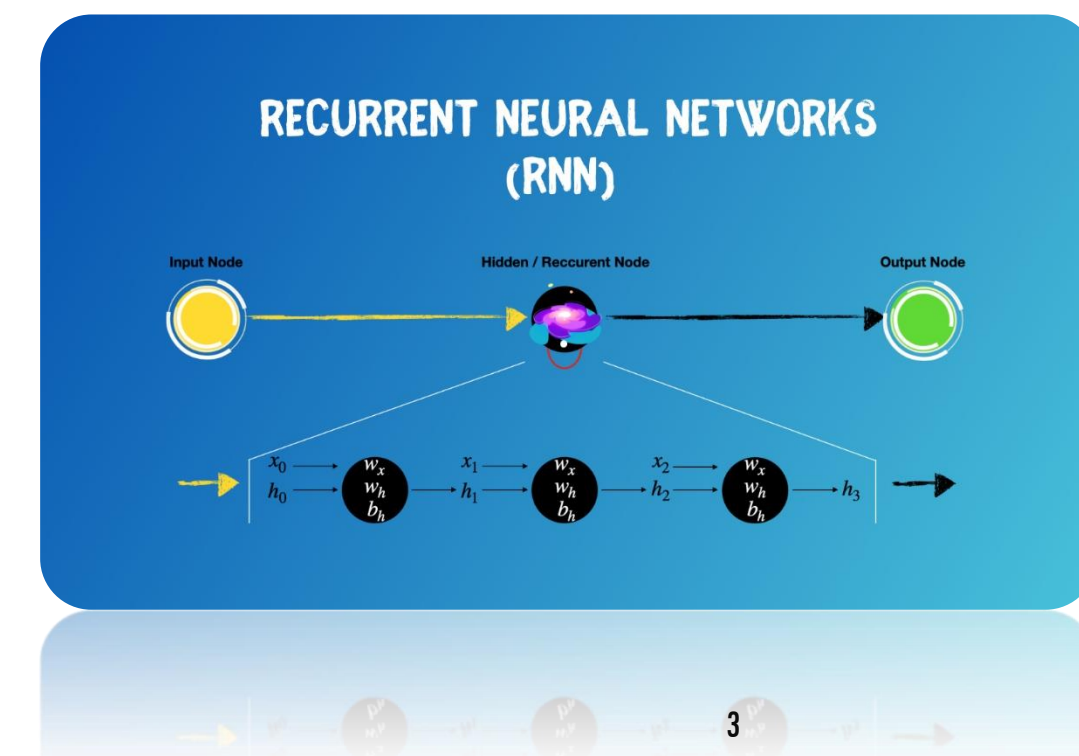 RECURRENT NEURAL NETWORKS
(RNN)
Input Node
Hidden / Reccurent Node
Output Node
x₀ wₓ x₁ wₓ x₂ wₓ
h₀ wₕ h₁ wₕ h₂ wₕ h₃
bₕ bₕ bₕ
3